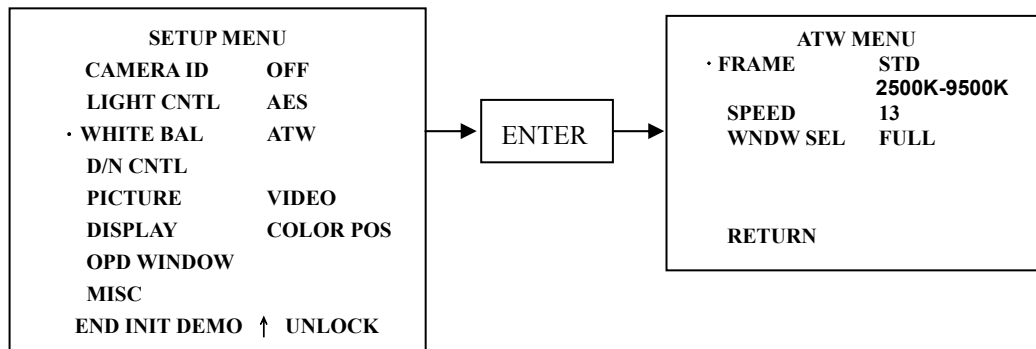 SETUP MENU
CAMERA ID OFF
LIGHT CNTL AES
· WHITE BAL ATW
D/N CNTL
PICTURE VIDEO
DISPLAY COLOR POS
OPD WINDOW
MISC
END INIT DEMO ↑ UNLOCK
ENTER
ATW MENU
· FRAME STD
2500K-9500K
SPEED 13
WNDW SEL FULL
RETURN